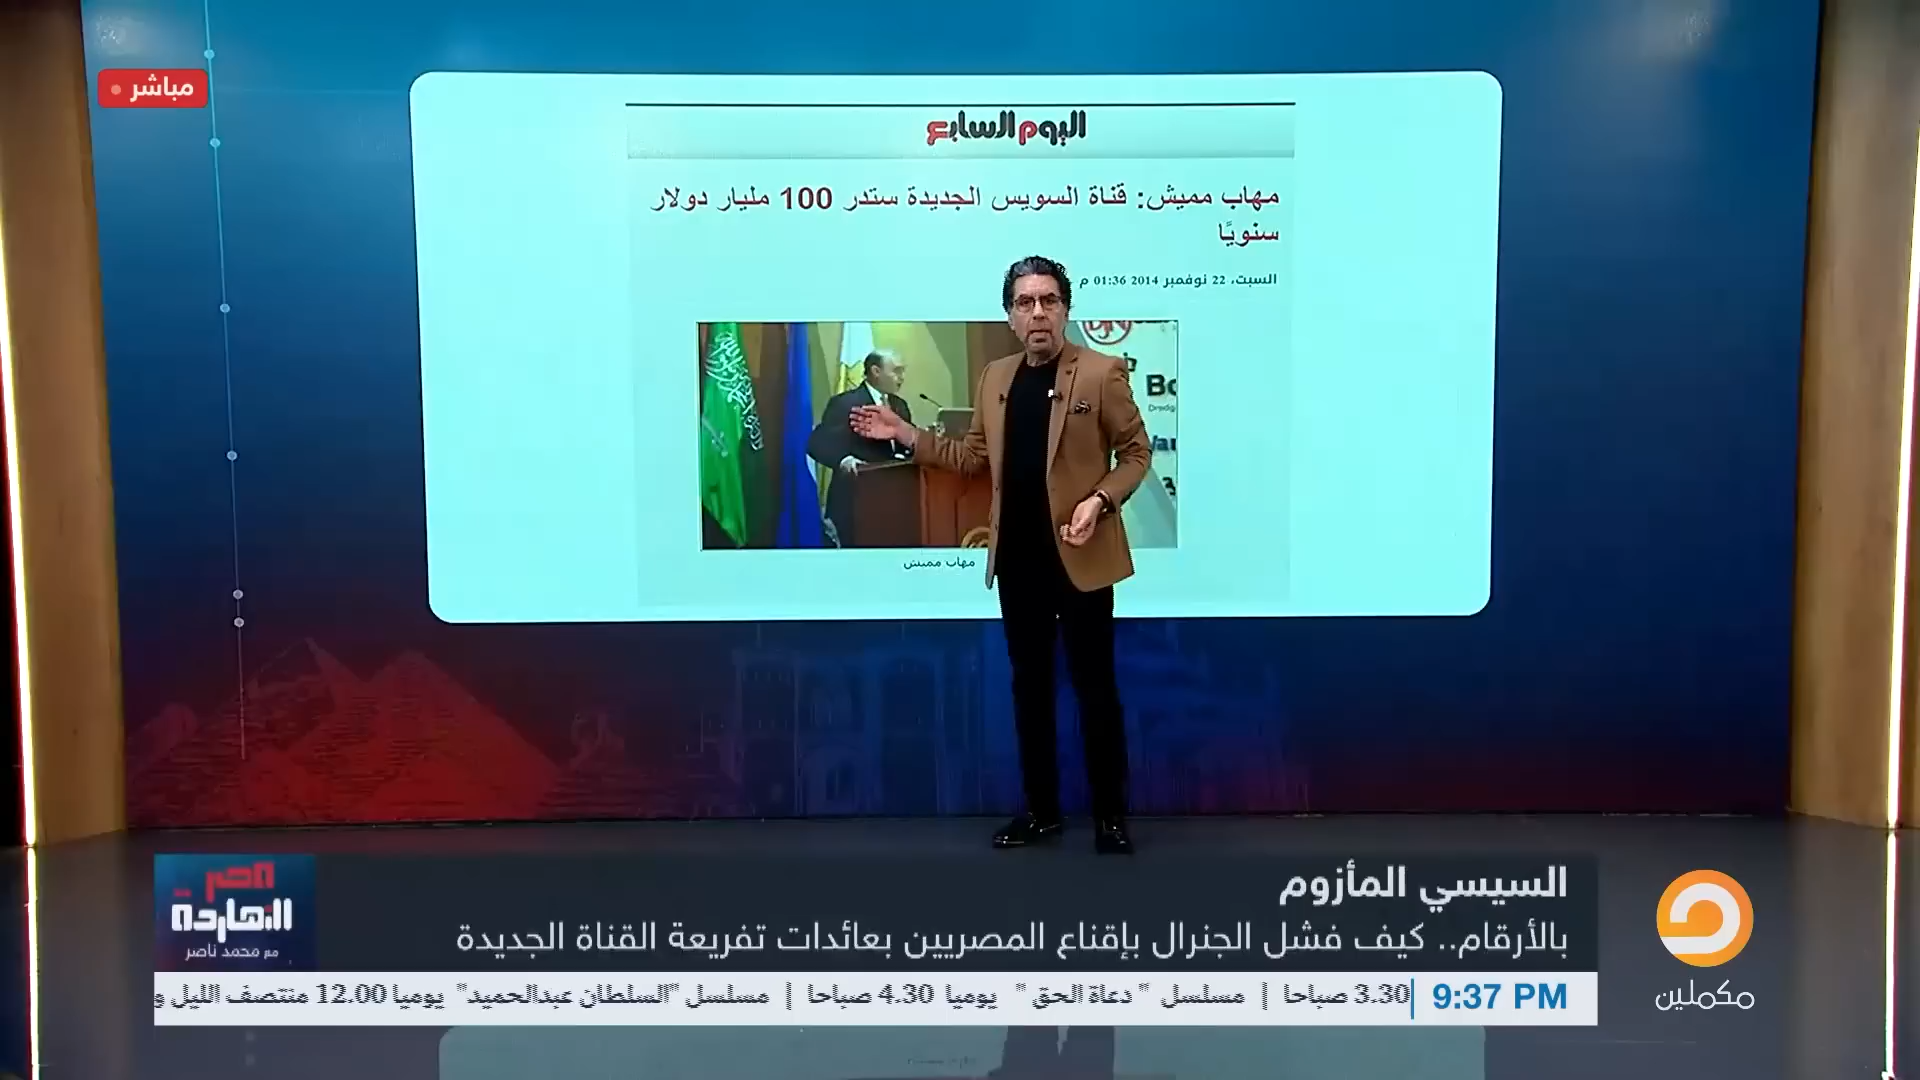 مباشر
اليوم السابع
مهاب مميش: قناة السويس الجديدة ستدر 100 مليار دولار
سنويًا
السبت، 22 نوفمبر 2014 01:36 م
مهاب مميش
السيسي المأزوم
بالأرقام.. كيف فشل الجنرال بإقناع المصريين بعائدات تفريعة القناة الجديدة
مصر
النهاردة
مع محمد ناصر
9:37 PM
3.30 صباحا | مسلسل " دعاة الحق " يوميا 4.30 صباحا | مسلسل "السلطان عبدالحميد" يوميا 12.00 منتصف الليل و
مكملين